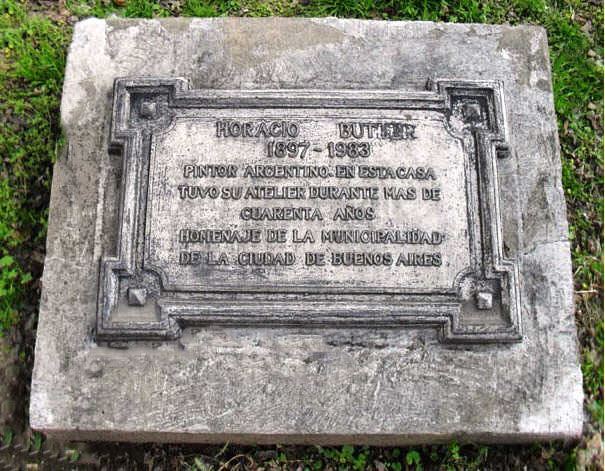 HORACIO BUTLER
1897-1983
PINTOR ARGENTINO. EN ESTA CASA
TUVO SU ATELIER DURANTE MAS DE
CUARENTA AÑOS.
HOMENAJE DE LA MUNICIPALIDAD
DE LA CIUDAD DE BUENOS AIRES